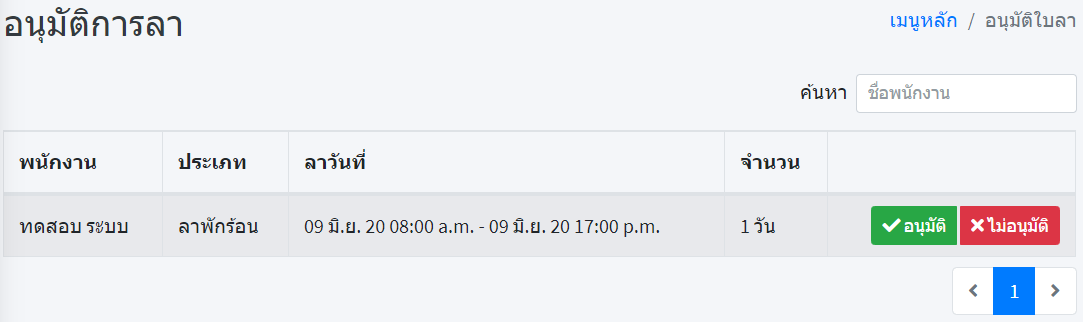 อนุมัติการลา
เมนูหลัก / อนุมัติใบลา
ค้นหา ชื่อพนักงาน
พนักงาน ประเภท ลาวันที่ จำนวน
ทดสอบ ระบบ ลาพักร้อน 09 มิ.ย. 20 08:00 a.m. - 09 มิ.ย. 20 17:00 p.m. 1 วัน อนุมัติ ไม่อนุมัติ
1